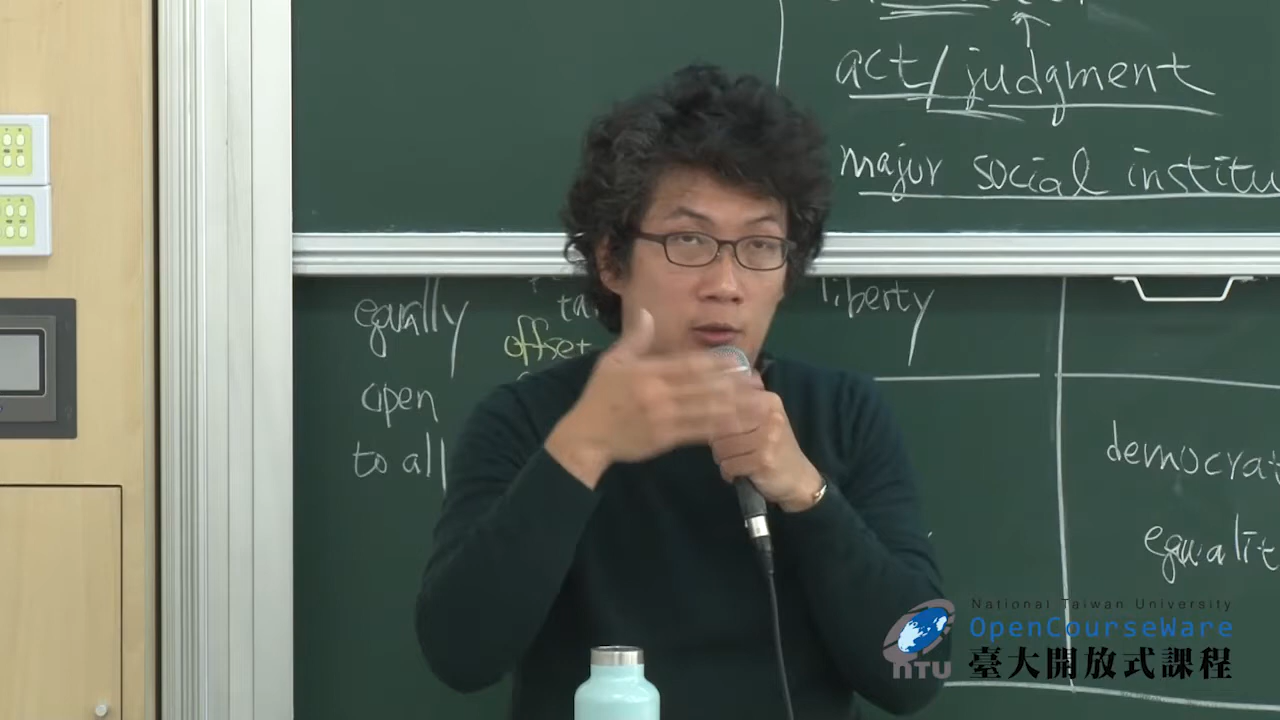 act/judgment
major social institu
equally
liberty
offset
open
to all
democrat
equalit
National Taiwan University
OpenCourseWare
NTU 臺大開放式課程